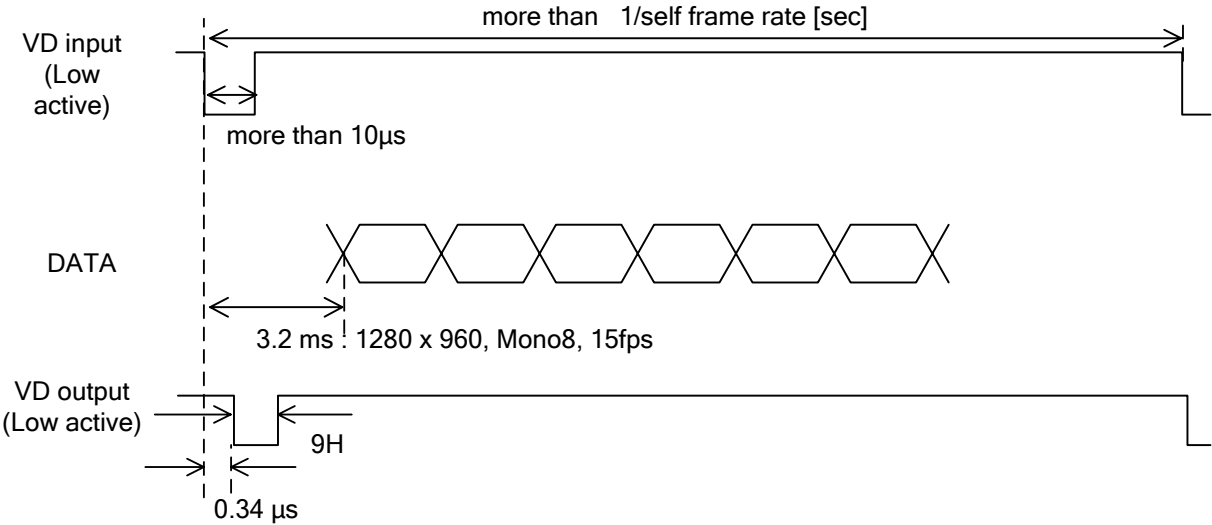 more than 1/self frame rate [sec]
VD input
(Low
active)
more than 10µs
DATA
3.2 ms : 1280 x 960, Mono8, 15fps
VD output
(Low active)
9H
0.34 µs